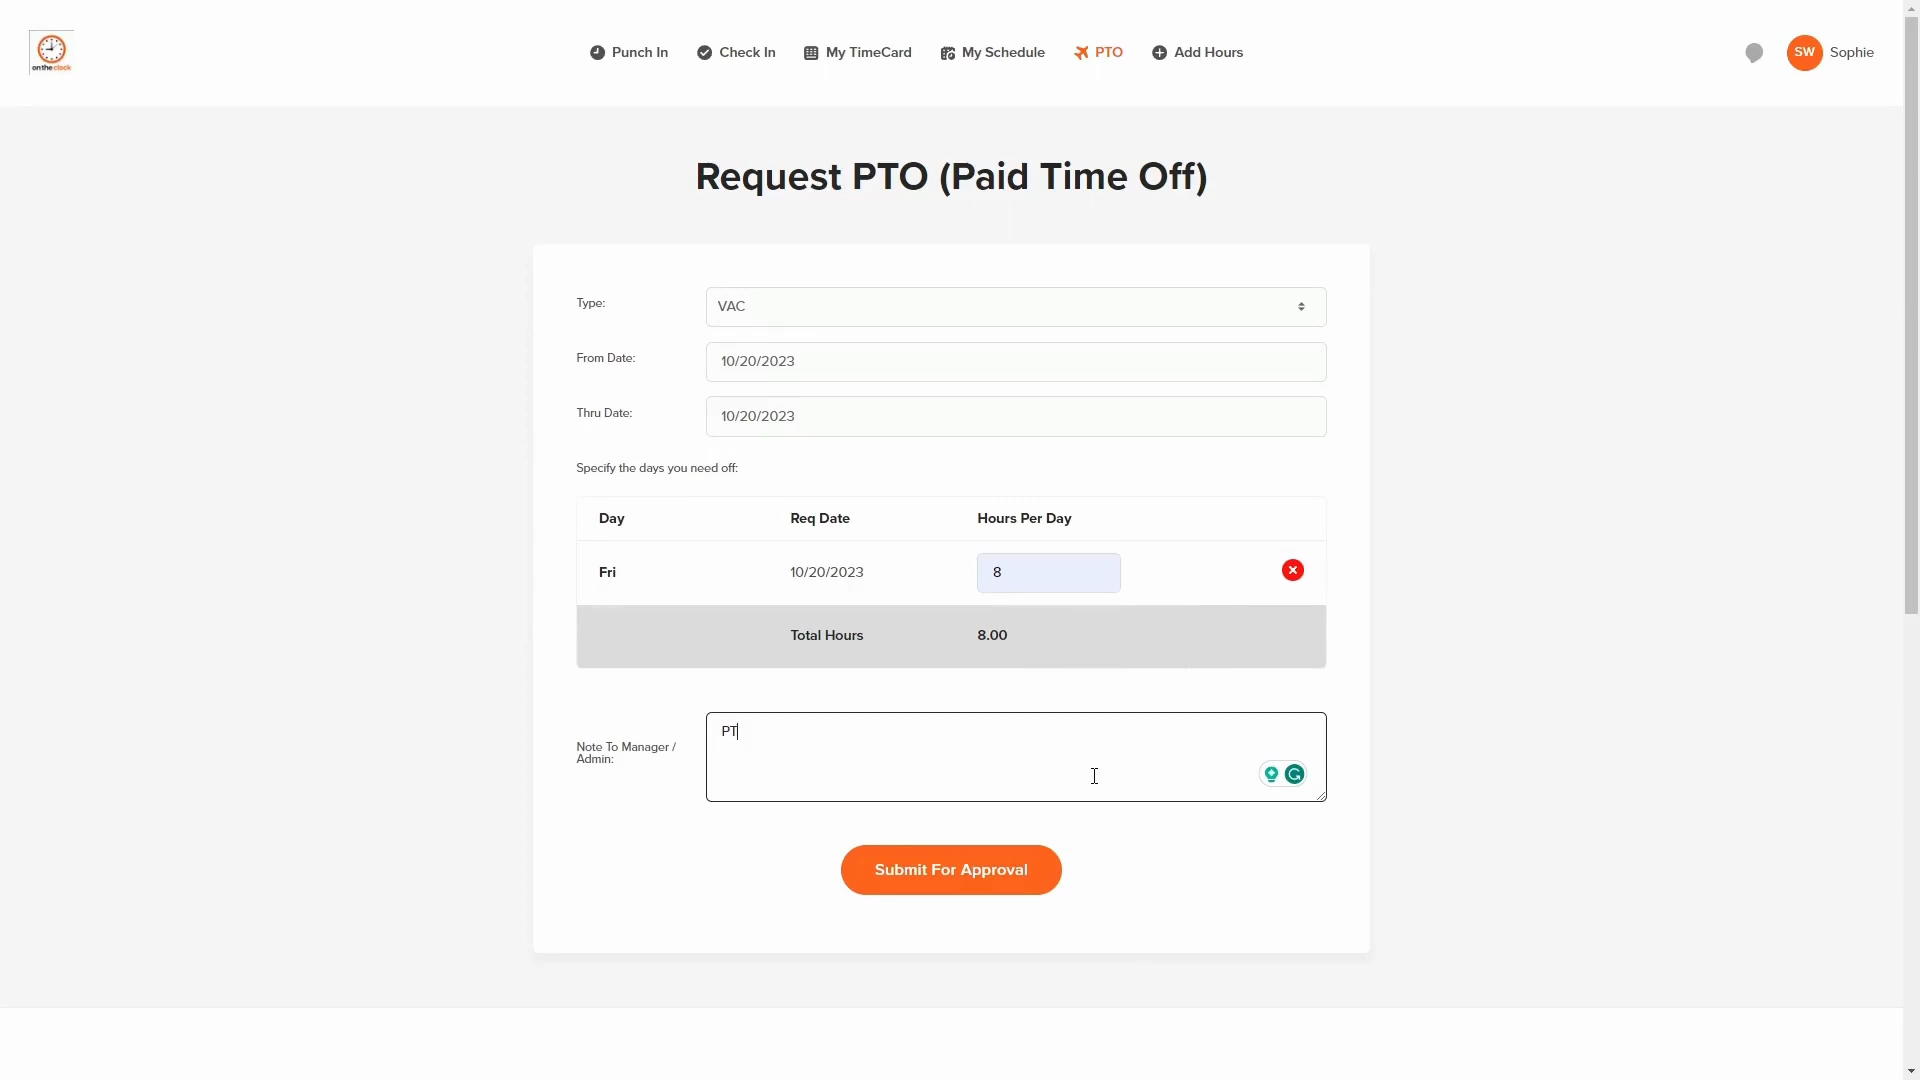 on the clock
Punch In
Check In
My TimeCard
My Schedule
PTO
Add Hours
SW
Sophie
Request PTO (Paid Time Off)
Type:
VAC
From Date:
10/20/2023
Thru Date:
10/20/2023
Specify the days you need off:
Day Req Date Hours Per Day
Fri 10/20/2023 8
Total Hours 8.00
Note To Manager /
Admin:
PT
Submit For Approval